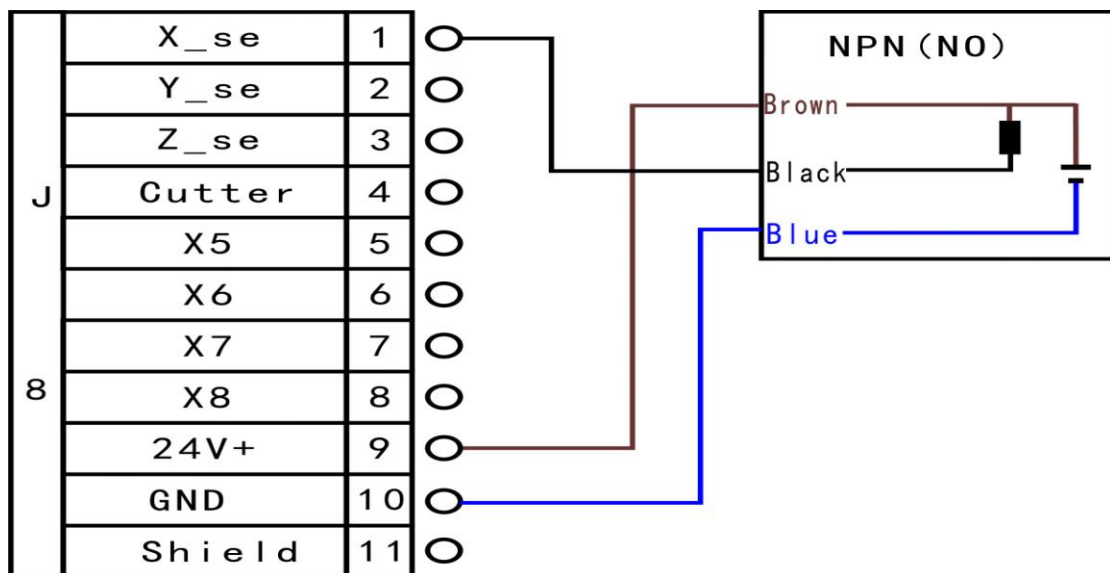 J8
X_se 1
Y_se 2
Z_se 3
Cutter 4
X5 5
X6 6
X7 7
X8 8
24V+ 9
GND 10
Shield 11
NPN (NO)
Brown
Black
Blue